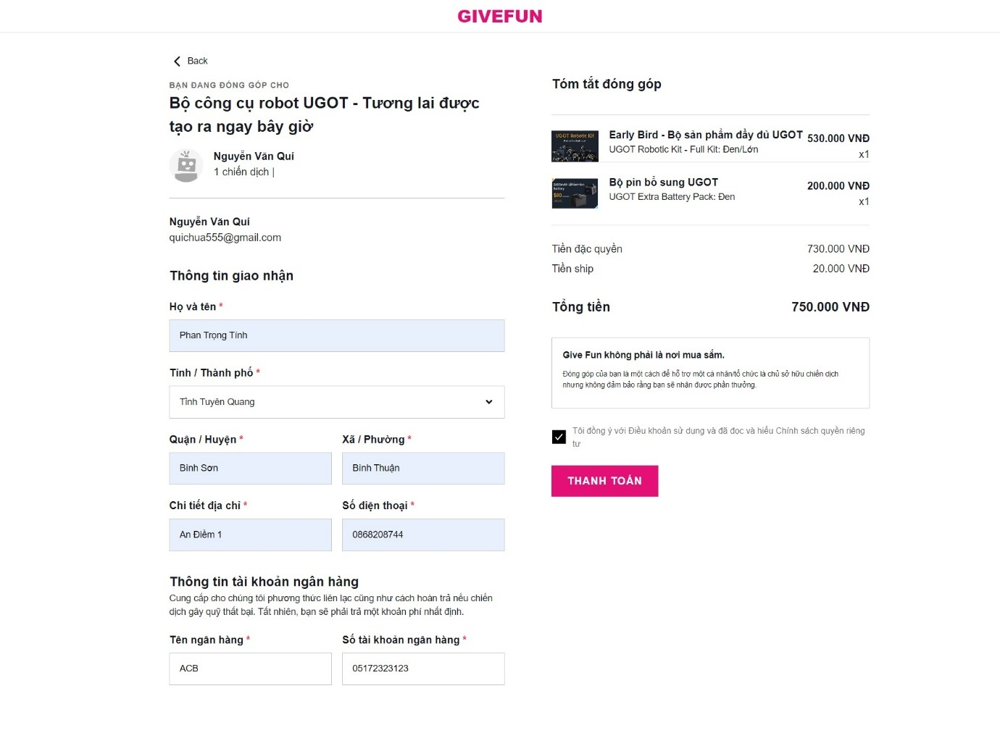 GIVEFUN
Back
BẠN ĐANG ĐÓNG GÓP CHO
Bộ công cụ robot UGOT - Tương lai được
tạo ra ngay bây giờ
Nguyễn Văn Quí
1 chiến dịch |
Nguyễn Văn Quí
quichua555@gmail.com
Thông tin giao nhận
Họ và tên *
Phan Trọng Tính
Tỉnh / Thành phố *
Tỉnh Tuyên Quang
Quận / Huyện *
Xã / Phường *
Bình Sơn
Bình Thuận
Chi tiết địa chỉ *
Số điện thoại *
An Điềm 1
0868208744
Thông tin tài khoản ngân hàng
Cung cấp cho chúng tôi phương thức liên lạc cũng như cách hoàn trả nếu chiến
dịch gây quỹ thất bại. Tất nhiên, bạn sẽ phải trả một khoản phí nhất định.
Tên ngân hàng *
Số tài khoản ngân hàng *
ACB
05172323123
Tóm tắt đóng góp
UGOT Robotic Kit
Early Bird - Bộ sản phẩm đầy đủ UGOT
530.000 VNĐ
UGOT Robotic Kit - Full Kit: Đen/Lớn
x1
Battery
$80
Bộ pin bổ sung UGOT
200.000 VNĐ
UGOT Extra Battery Pack: Đen
x1
Tiền đặc quyền
730.000 VNĐ
Tiền ship
20.000 VNĐ
Tổng tiền
750.000 VNĐ
Give Fun không phải là nơi mua sắm.
Đóng góp của bạn là một cách để hỗ trợ một cá nhân/tổ chức là chủ sở hữu chiến dịch
nhưng không đảm bảo rằng bạn sẽ nhận được phần thưởng.
Tôi đồng ý với Điều khoản sử dụng và đã đọc và hiểu Chính sách quyền riêng
tư
THANH TOÁN